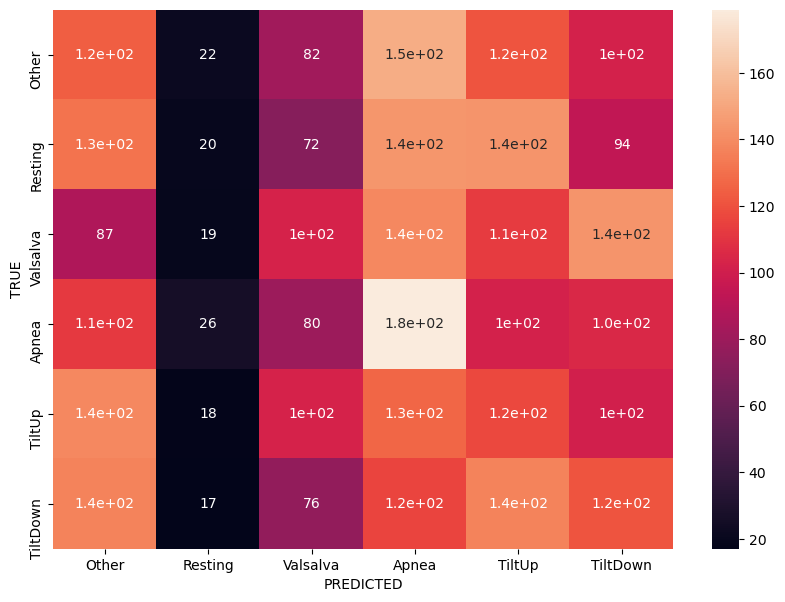 Other 1.2e+02 22 82 1.5e+02 1.2e+02 1e+02
Resting 1.3e+02 20 72 1.4e+02 1.4e+02 94
Valsalva 87 19 1e+02 1.4e+02 1.1e+02 1.4e+02
Apnea 1.1e+02 26 80 1.8e+02 1e+02 1.0e+02
TiltUp 1.4e+02 18 1e+02 1.3e+02 1.2e+02 1e+02
TiltDown 1.4e+02 17 76 1.2e+02 1.4e+02 1.2e+02
TRUE
Other Resting Valsalva Apnea TiltUp TiltDown
PREDICTED
160
140
120
100
80
60
40
20